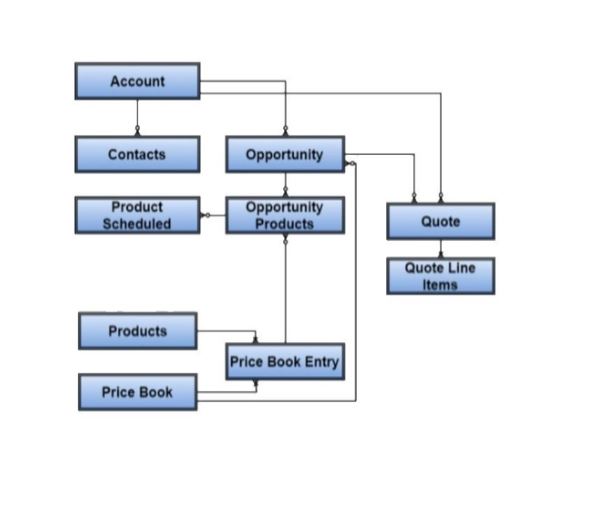 Account
Contacts
Opportunity
Product
Scheduled
Opportunity
Products
Quote
Quote Line
Items
Products
Price Book Entry
Price Book